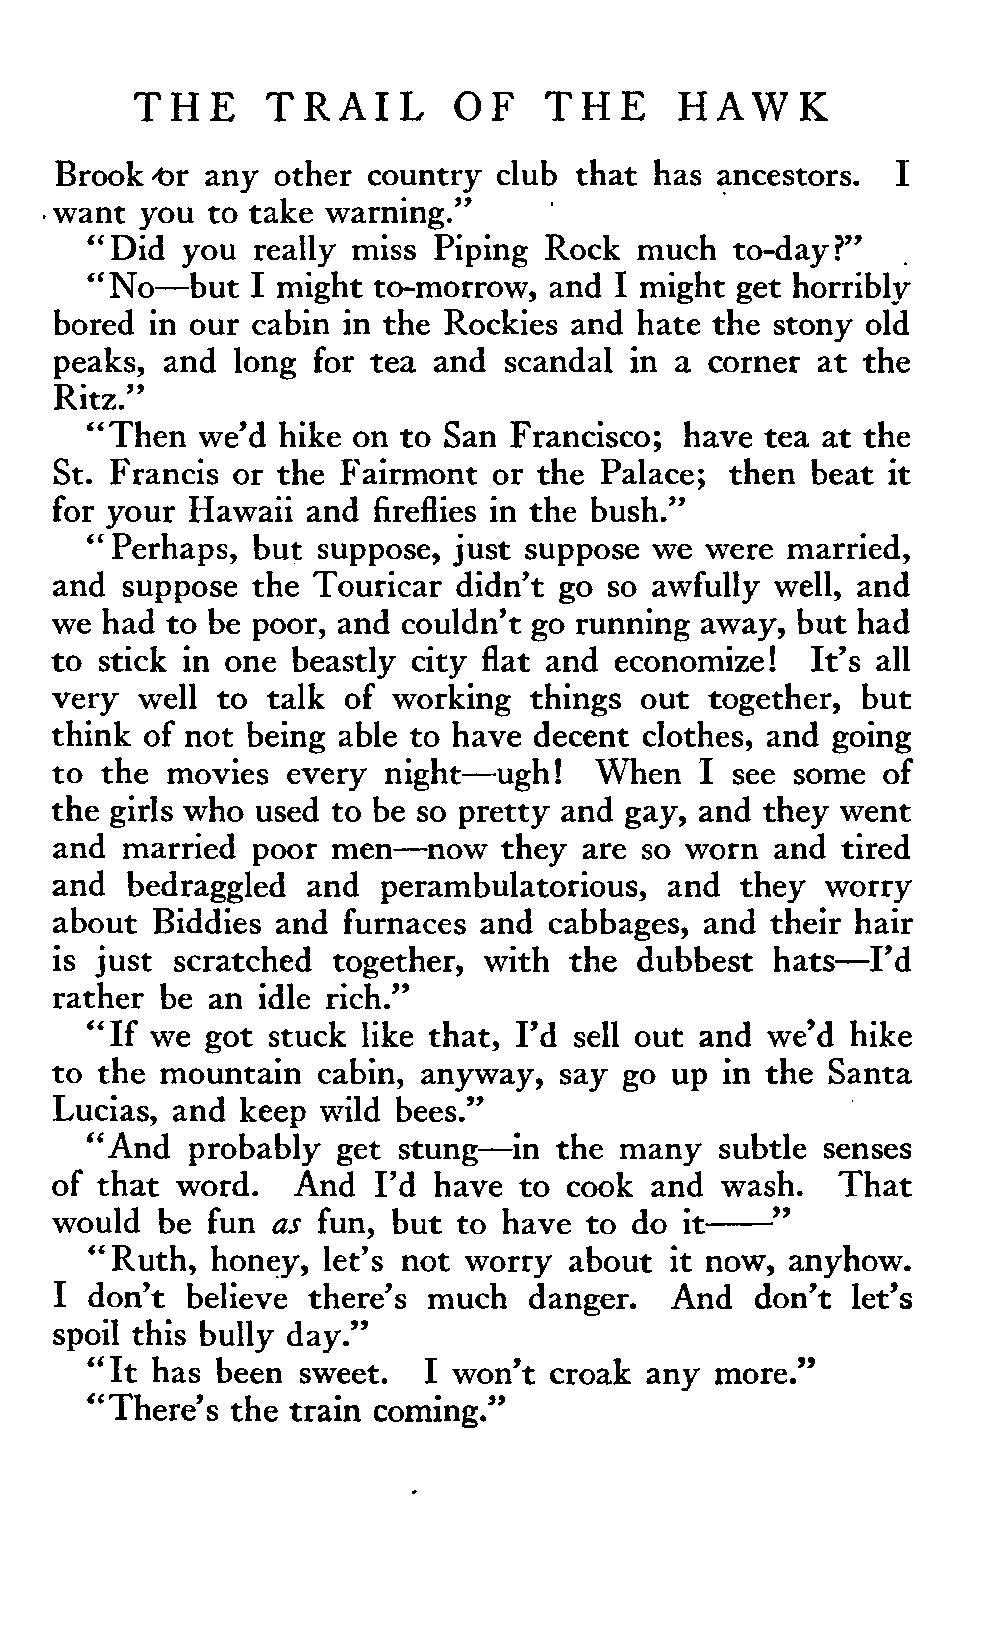 THE TRAIL OF THE HAWK
Brook or any other country club that has ancestors. I
want you to take warning.”
“Did you really miss Piping Rock much to-day?”
“No—but I might to-morrow, and I might get horribly
bored in our cabin in the Rockies and hate the stony old
peaks, and long for tea and scandal in a corner at the
Ritz.”
“Then we’d hike on to San Francisco; have tea at the
St. Francis or the Fairmont or the Palace; then beat it
for your Hawaii and fireflies in the bush.”
“Perhaps, but suppose, just suppose we were married,
and suppose the Touricar didn’t go so awfully well, and
we had to be poor, and couldn’t go running away, but had
to stick in one beastly city flat and economize! It’s all
very well to talk of working things out together, but
think of not being able to have decent clothes, and going
to the movies every night—ugh! When I see some of
the girls who used to be so pretty and gay, and they went
and married poor men—now they are so worn and tired
and bedraggled and perambulatorious, and they worry
about Biddies and furnaces and cabbages, and their hair
is just scratched together, with the dubbest hats—I’d
rather be an idle rich.”
“If we got stuck like that, I’d sell out and we’d hike
to the mountain cabin, anyway, say go up in the Santa
Lucias, and keep wild bees.”
“And probably get stung—in the many subtle senses
of that word. And I’d have to cook and wash. That
would be fun as fun, but to have to do it——”
“Ruth, honey, let’s not worry about it now, anyhow.
I don’t believe there’s much danger. And don’t let’s
spoil this bully day.”
“It has been sweet. I won’t croak any more.”
“There’s the train coming.”